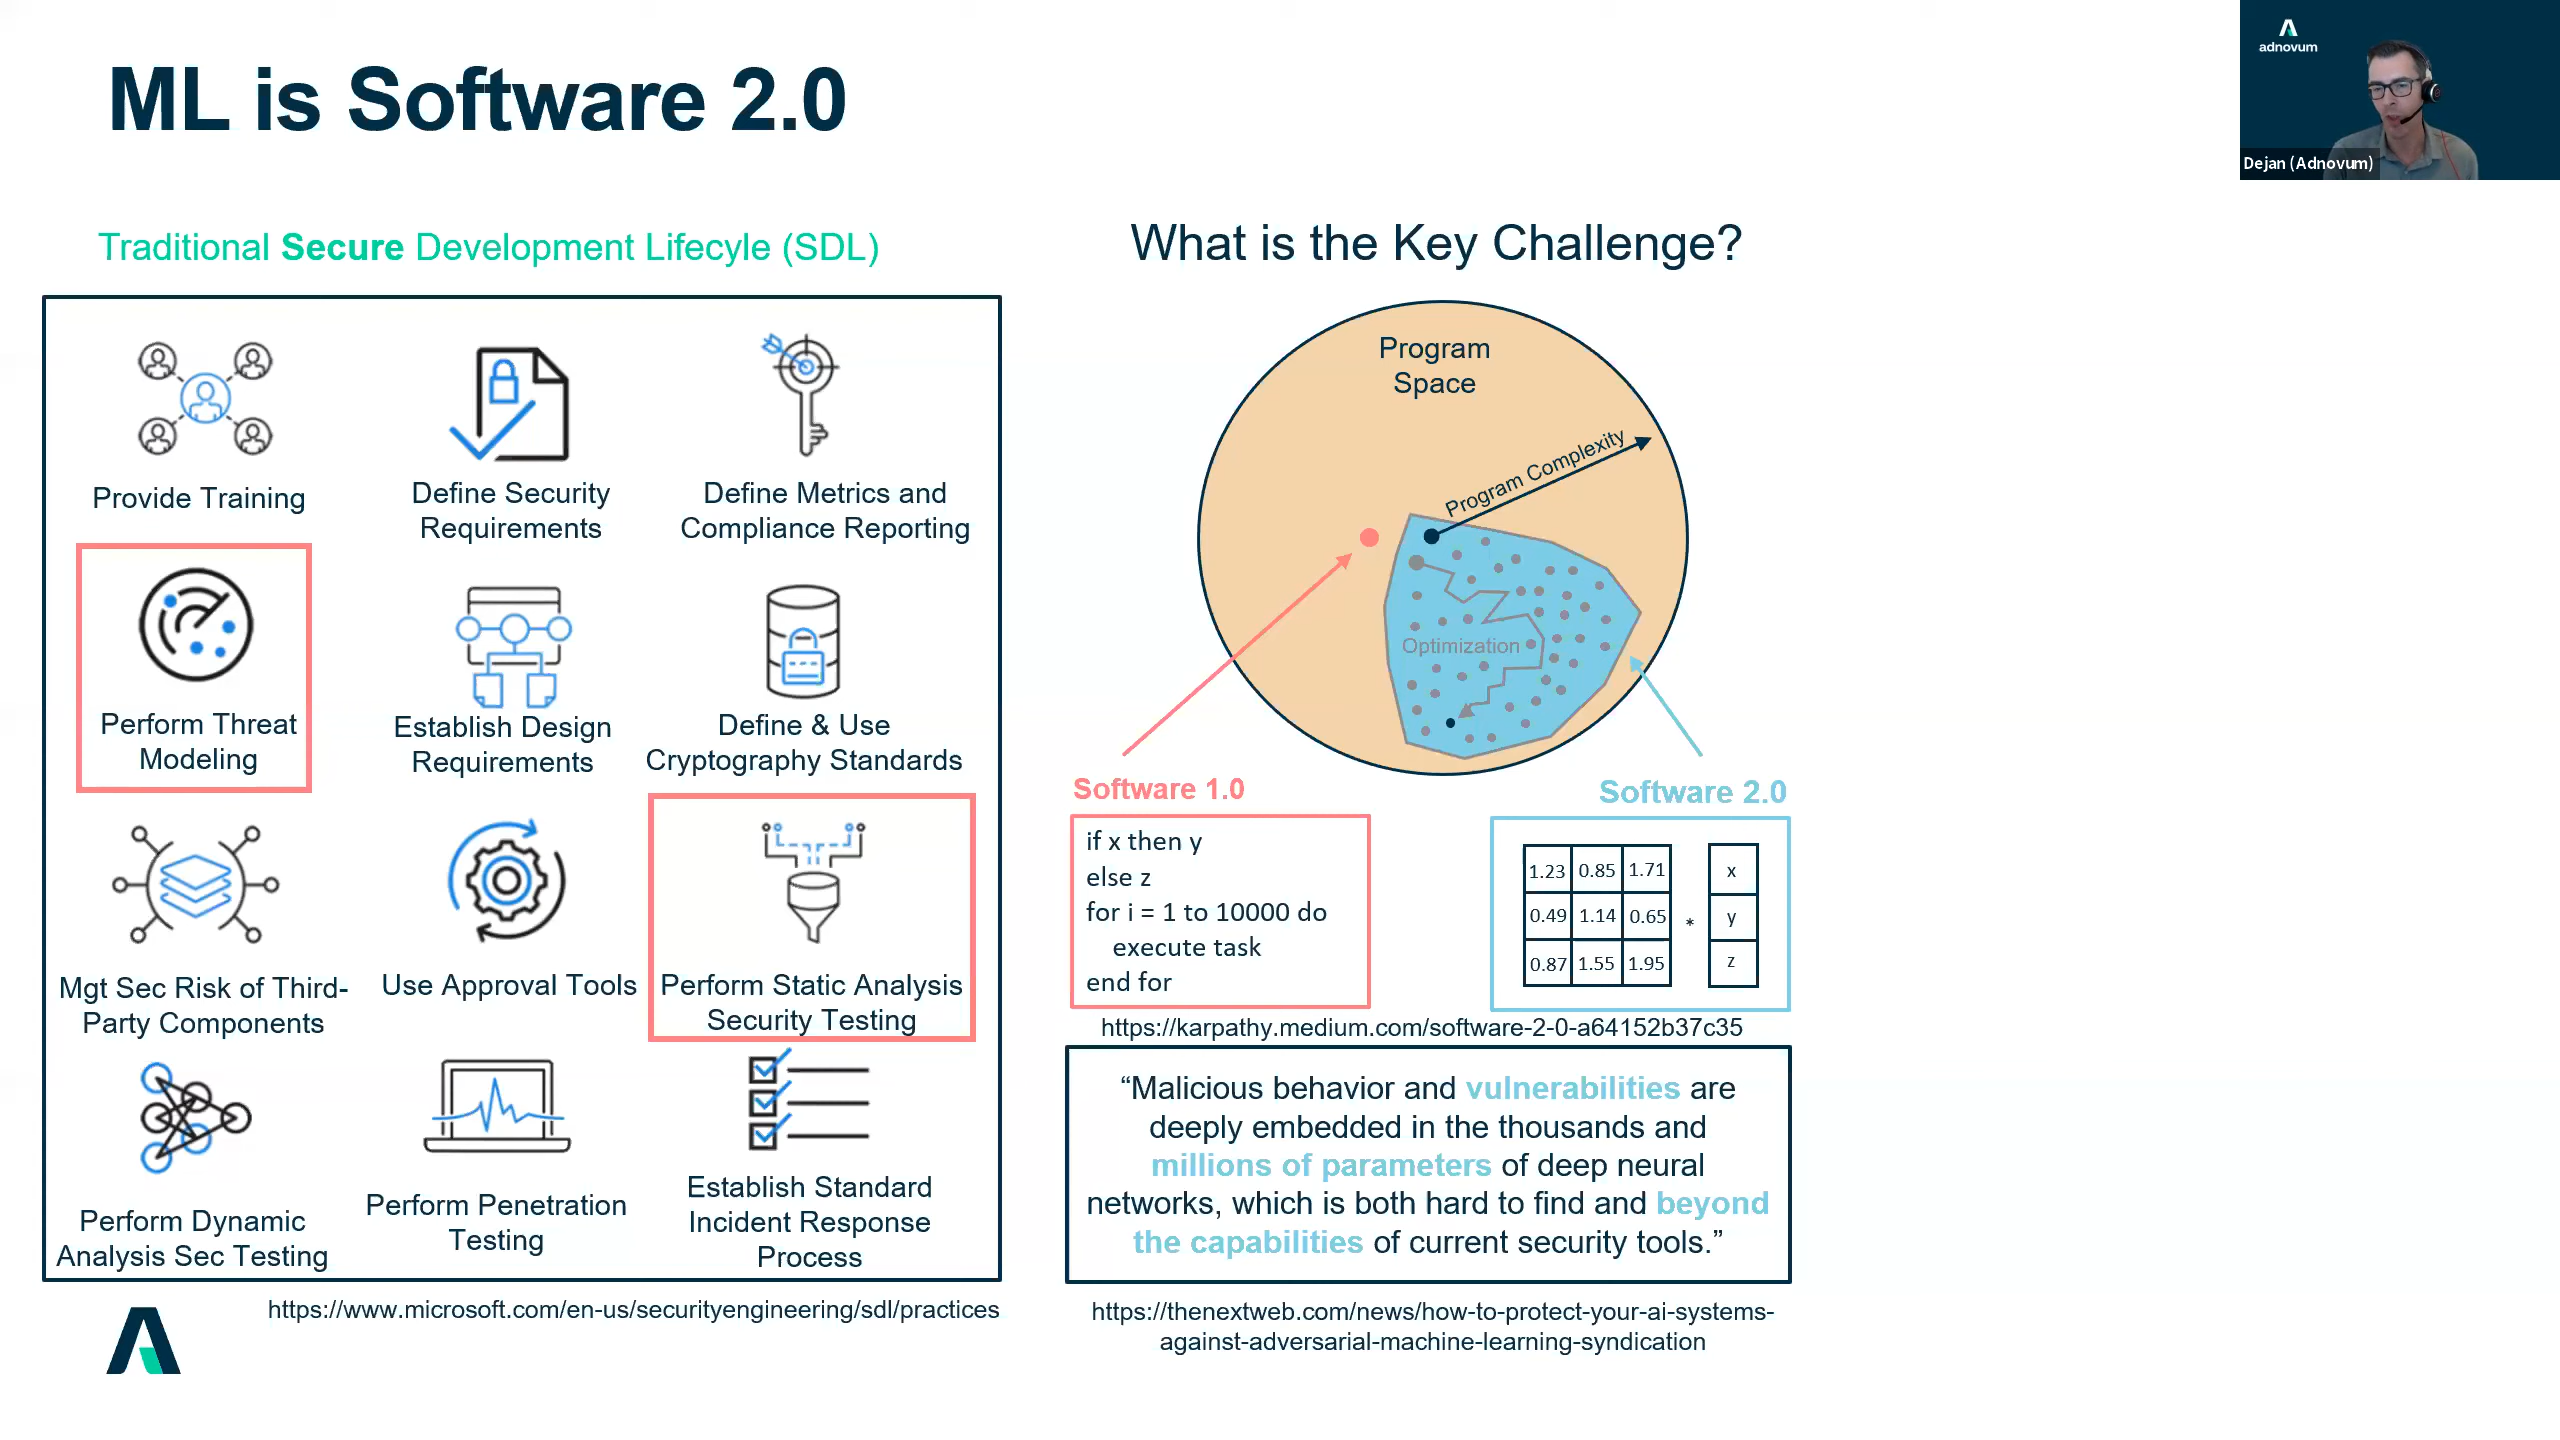 ML is Software 2.0
adnovum
Dejan (Adnovum)
Traditional Secure Development Lifecyle (SDL)
Provide Training
Define Security
Requirements
Define Metrics and
Compliance Reporting
Perform Threat
Modeling
Establish Design
Requirements
Define & Use
Cryptography Standards
Mgt Sec Risk of Third-
Party Components
Use Approval Tools
Perform Static Analysis
Security Testing
Perform Dynamic
Analysis Sec Testing
Perform Penetration
Testing
Establish Standard
Incident Response
Process
https://www.microsoft.com/en-us/securityengineering/sdl/practices
What is the Key Challenge?
Program
Space
Program Complexity
Optimization
Software 1.0
if x then y
else z
for i = 1 to 10000 do
execute task
end for
Software 2.0
1.23 0.85 1.71 x
0.49 1.14 0.65 * y
0.87 1.55 1.95 z
https://karpathy.medium.com/software-2-0-a64152b37c35
“Malicious behavior and vulnerabilities are
deeply embedded in the thousands and
millions of parameters of deep neural
networks, which is both hard to find and beyond
the capabilities of current security tools.”
https://thenextweb.com/news/how-to-protect-your-ai-systems-
against-adversarial-machine-learning-syndication